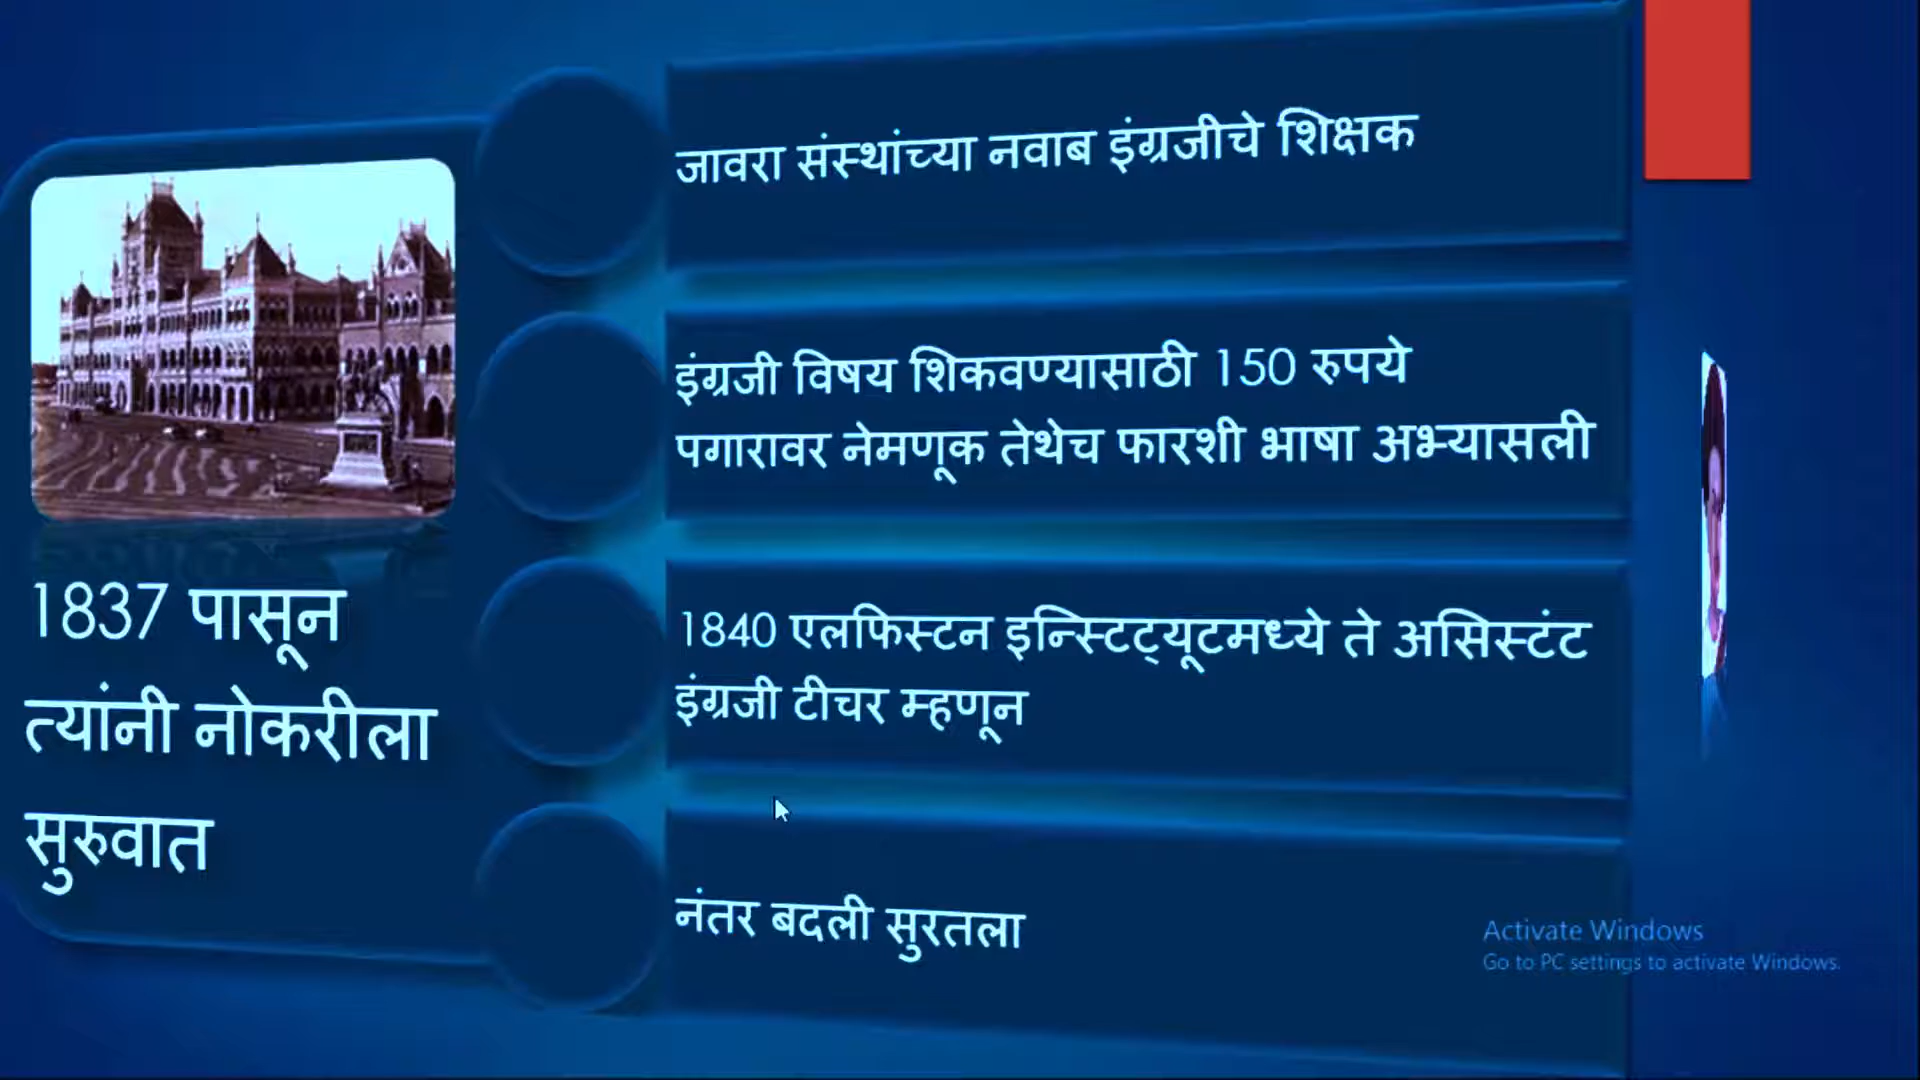 1837 पासून
त्यांनी नोकरीला
सुरुवात
जावरा संस्थांच्या नवाब इंग्रजीचे शिक्षक
इंग्रजी विषय शिकवण्यासाठी 150 रुपये
पगारावर नेमणूक तेथेच फारशी भाषा अभ्यासली
1840 एलफिस्टन इन्स्टिट्यूटमध्ये ते असिस्टंट
इंग्रजी टीचर म्हणून
नंतर बदली सुरतला
Activate Windows
Go to PC settings to activate Windows.